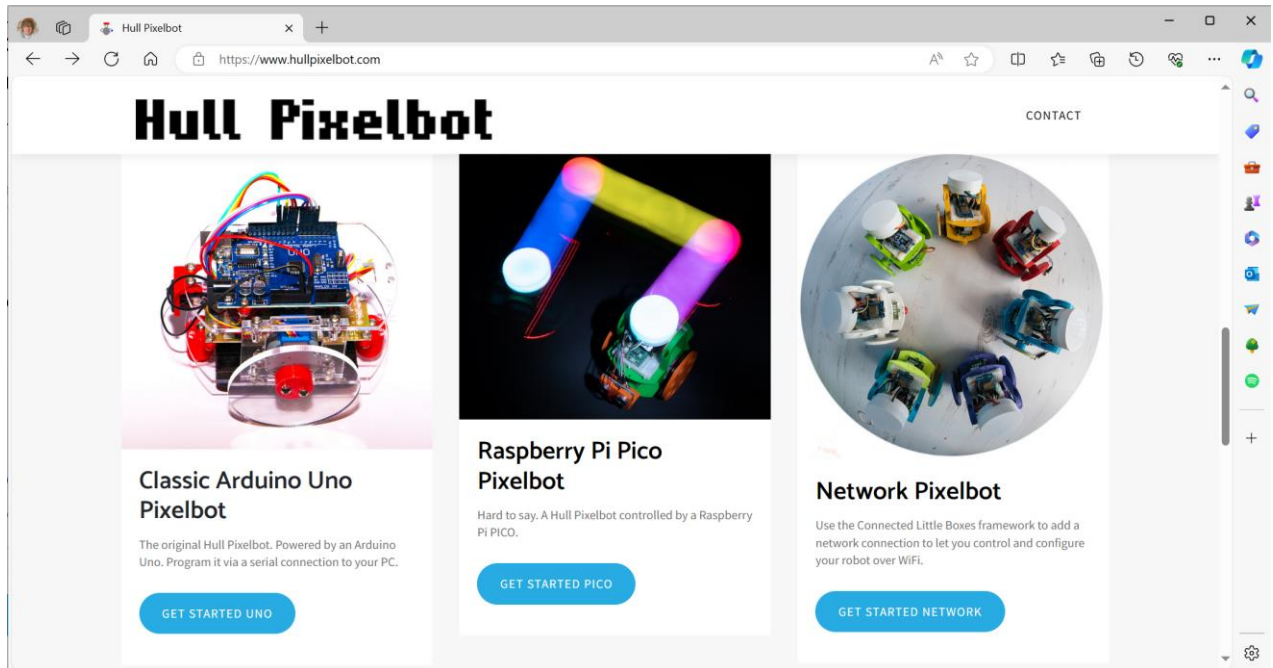 Hull Pixelbot
https://www.hullpixelbot.com
Hull Pixelbot
CONTACT
UNO
Classic Arduino Uno
Pixelbot
The original Hull Pixelbot. Powered by an Arduino
Uno. Program it via a serial connection to your PC.
GET STARTED UNO
Raspberry Pi Pico
Pixelbot
Hard to say. A Hull Pixelbot controlled by a Raspberry
Pi PICO.
GET STARTED PICO
Network Pixelbot
Use the Connected Little Boxes framework to add a
network connection to let you control and configure
your robot over WiFi.
GET STARTED NETWORK